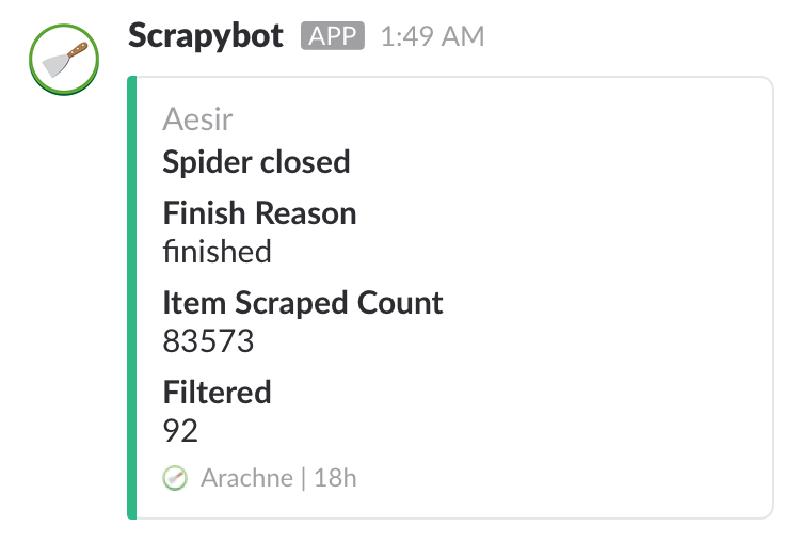 Scrapybot APP 1:49 AM
Aesir
Spider closed
Finish Reason
finished
Item Scraped Count
83573
Filtered
92
Arachne | 18h